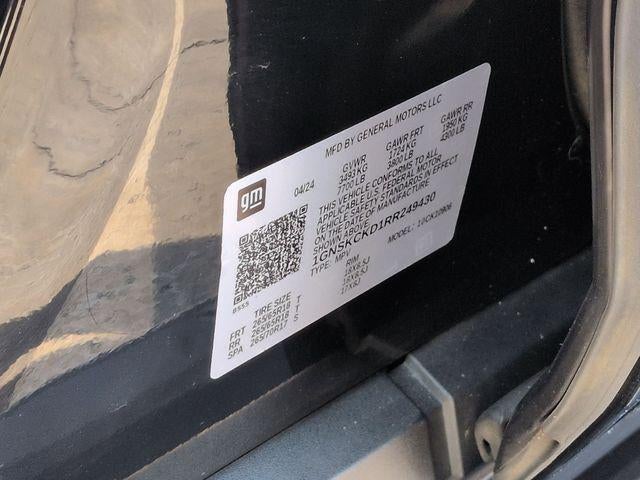 gm
04/24
MFD BY GENERAL MOTORS LLC
GVWR GAWR FRT GAWR RR
3493 KG 1724 KG 1950 KG
7700 LB 3800 LB 4300 LB
THIS VEHICLE CONFORMS TO ALL
APPLICABLE U.S. FEDERAL MOTOR
VEHICLE SAFETY STANDARDS IN EFFECT
ON THE DATE OF MANUFACTURE
SHOWN ABOVE.
1GNSKCKD1RR249430
TYPE: MPV MODEL: 10CK10906
TIRE SIZE RIM
FRT 265/65R18 T 18X8.5J
RR 265/65R18 T 18X8.5J
SPA 265/70R17 S 17X8J